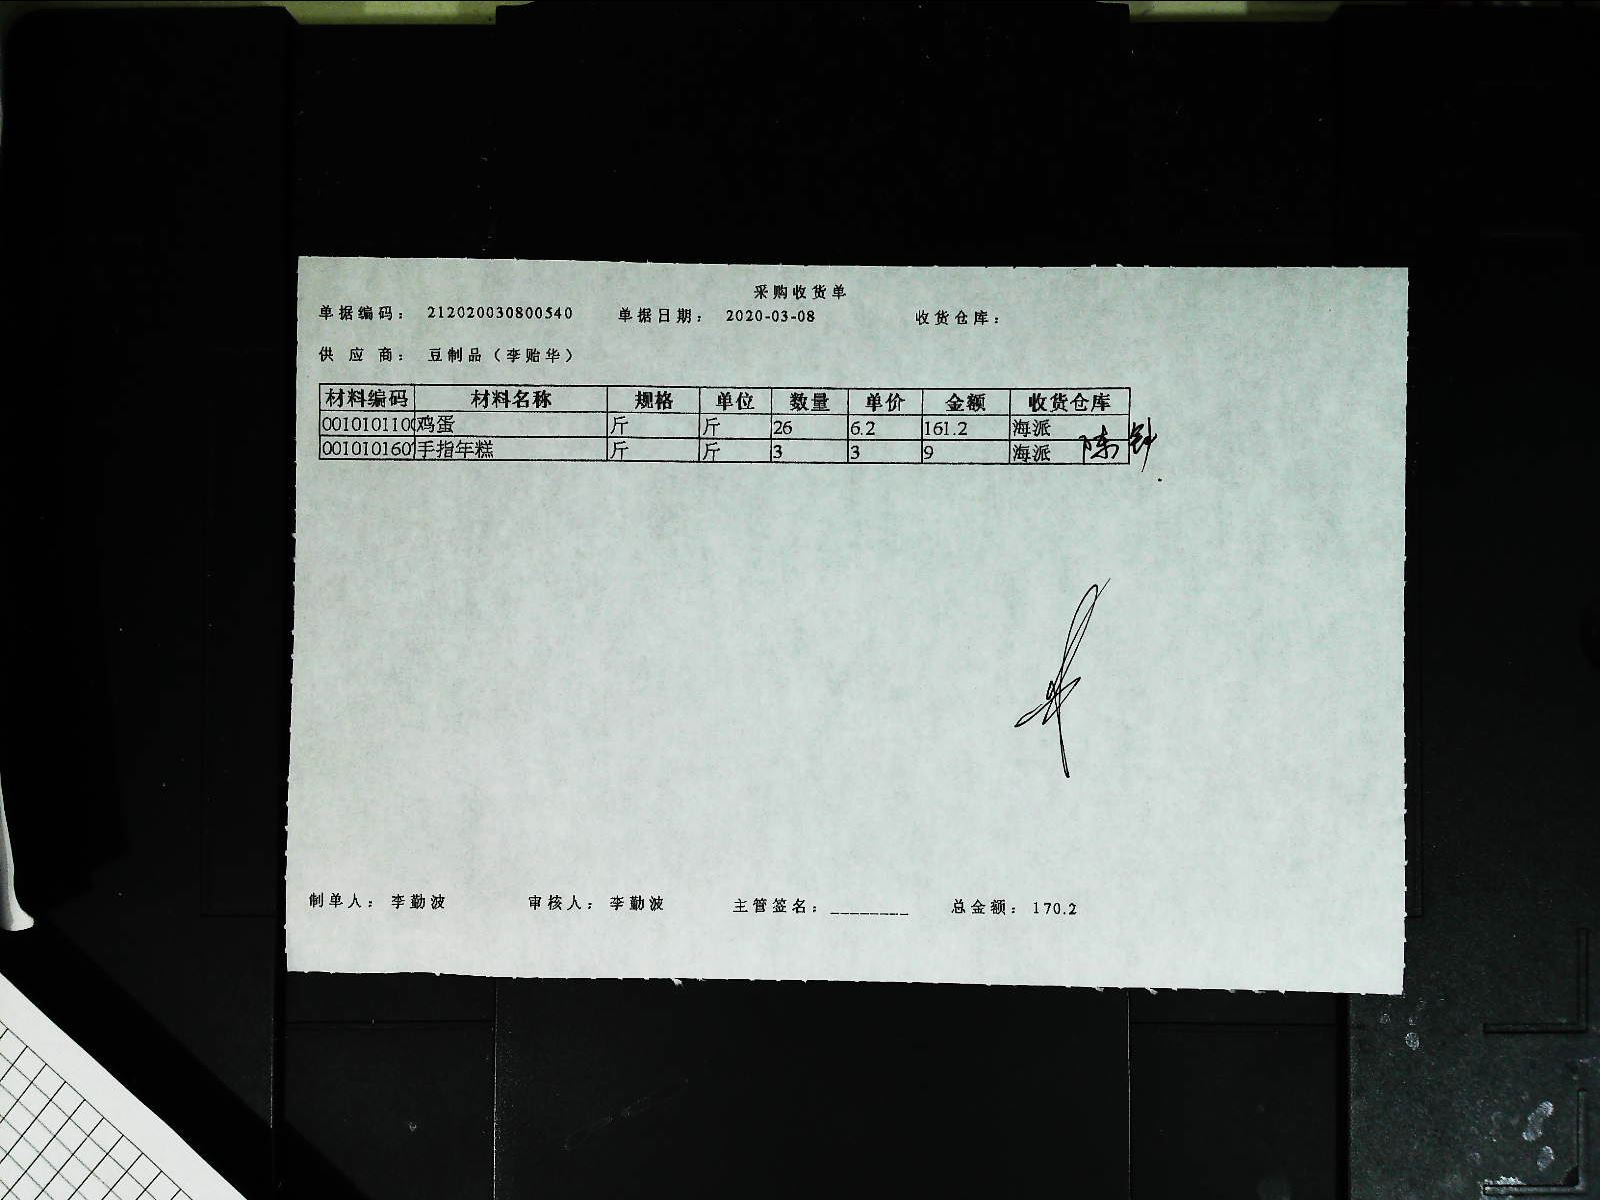 采购收货单
单据编码： 212020030800540 单据日期： 2020-03-08 收货仓库：
供 应 商： 豆制品（李贻华）
材料编码 材料名称 规格 单位 数量 单价 金额 收货仓库
001010110 鸡蛋 斤 斤 26 6.2 161.2 海派
001010160 手指年糕 斤 斤 3 3 9 海派
制单人： 李勤波 审核人： 李勤波 主管签名：________ 总金额： 170.2